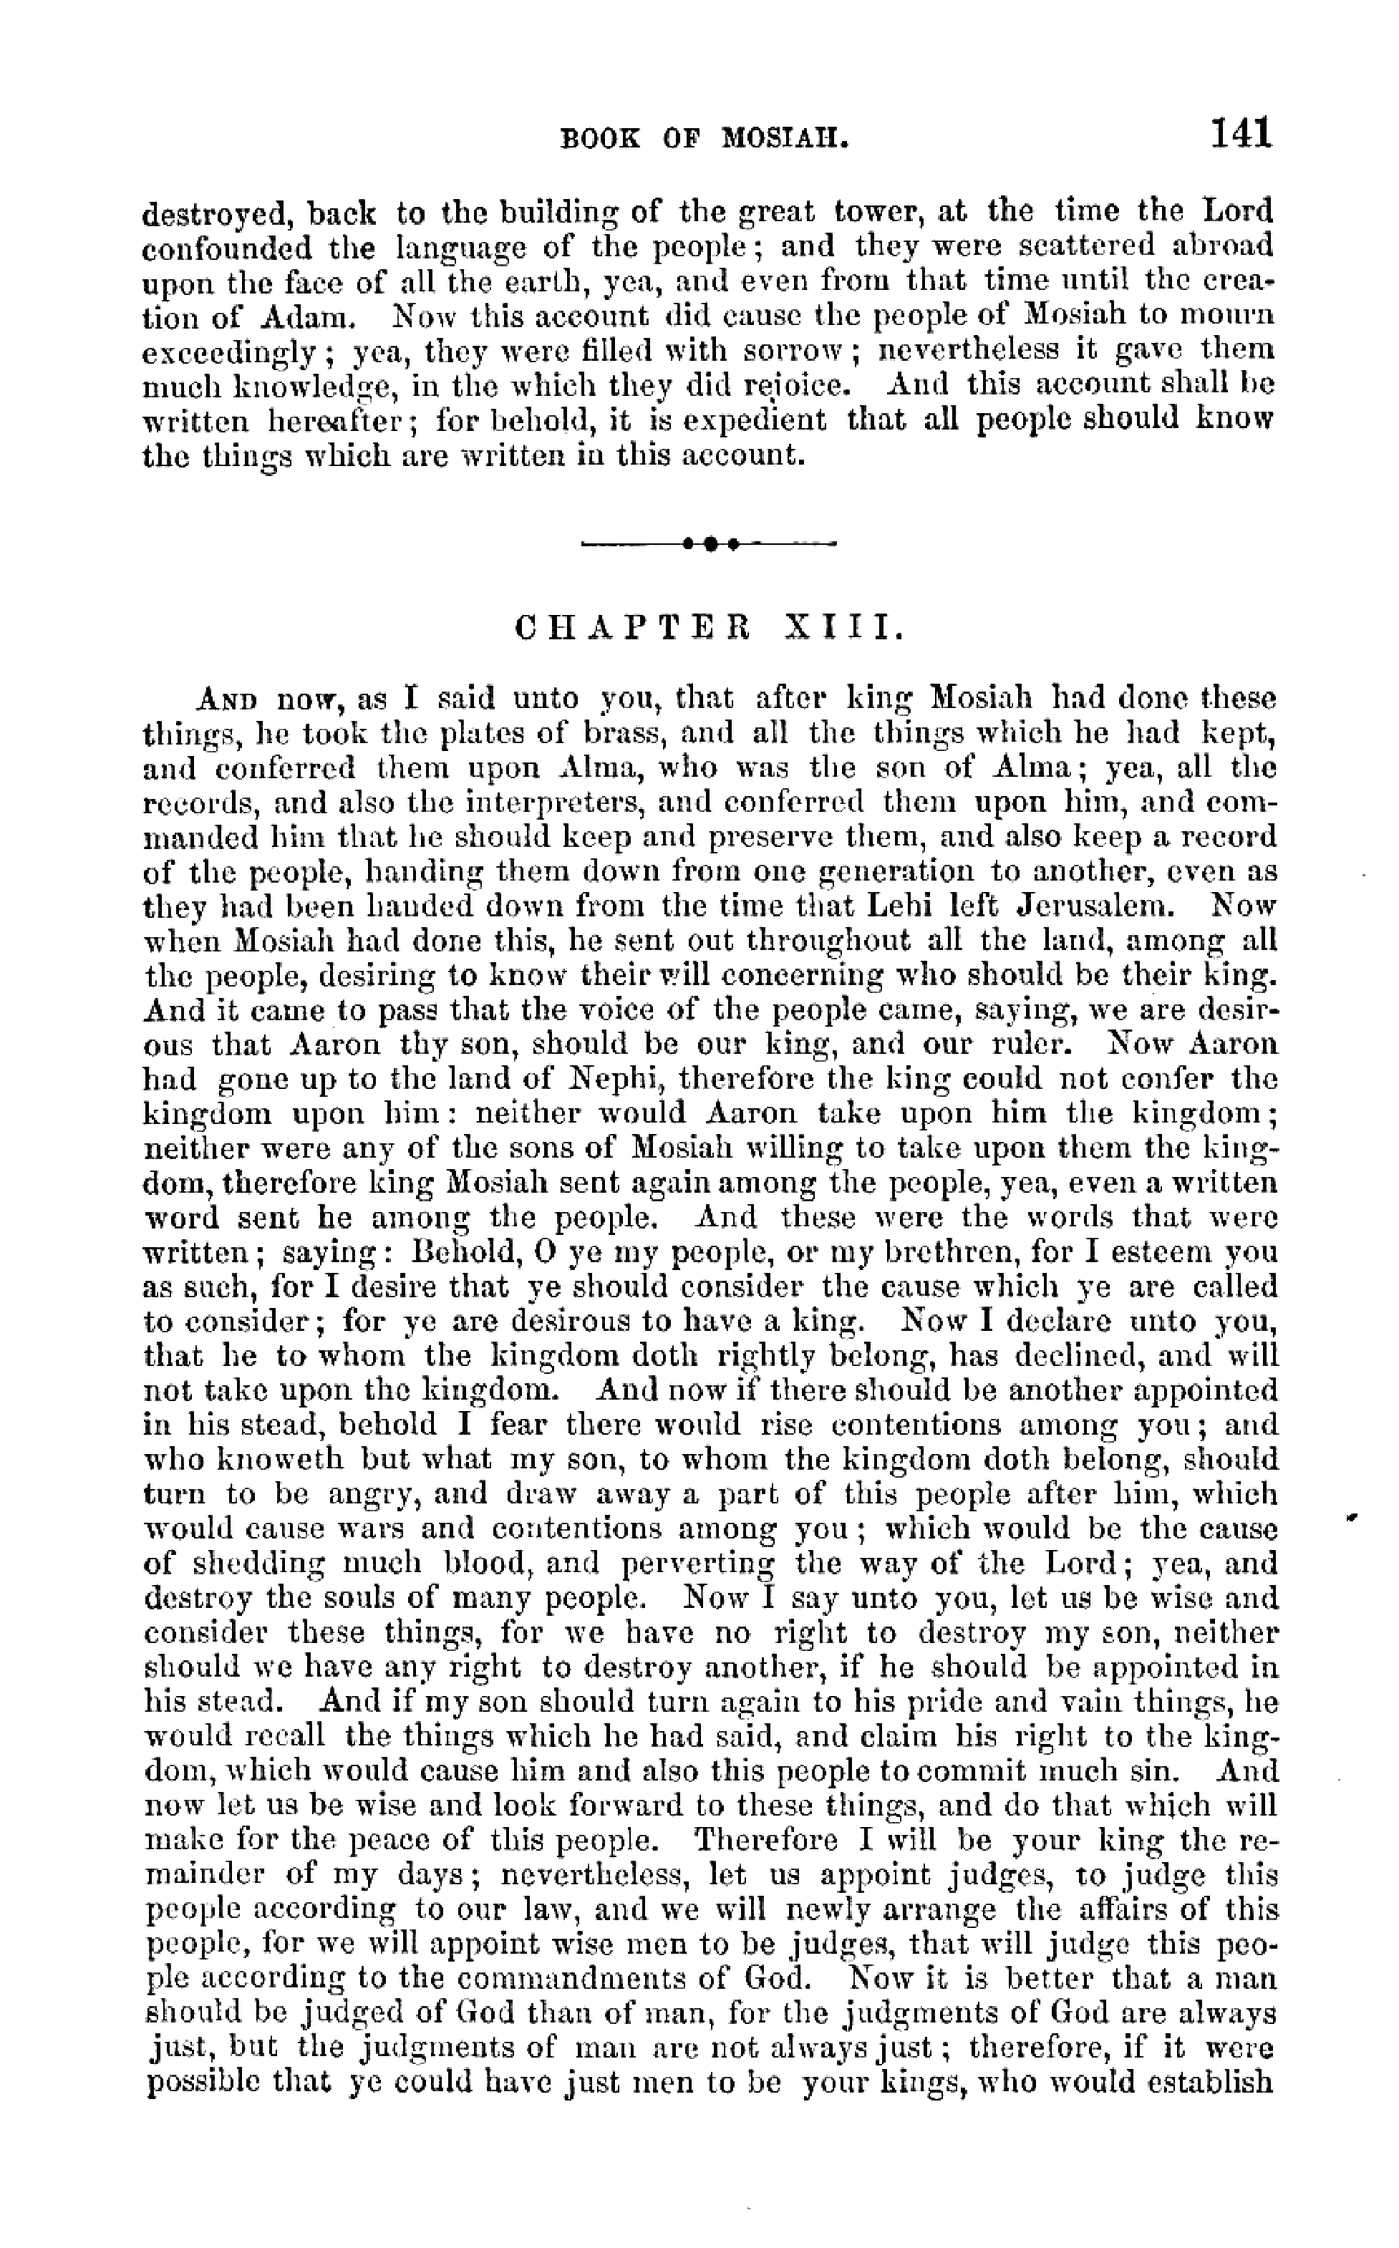 BOOK OF MOSIAH. 141
destroyed, back to the building of the great tower, at the time the Lord
confounded the language of the people; and they were scattered abroad
upon the face of all the earth, yea, and even from that time until the crea-
tion of Adam. Now this account did cause the people of Mosiah to mourn
exceedingly; yea, they were filled with sorrow; nevertheless it gave them
much knowledge, in the which they did rejoice. And this account shall be
written hereafter; for behold, it is expedient that all people should know
the things which are written in this account.
CHAPTER XIII.
AND now, as I said unto you, that after king Mosiah had done these
things, he took the plates of brass, and all the things which he had kept,
and conferred them upon Alma, who was the son of Alma; yea, all the
records, and also the interpreters, and conferred them upon him, and com-
manded him that he should keep and preserve them, and also keep a record
of the people, handing them down from one generation to another, even as
they had been handed down from the time that Lehi left Jerusalem. Now
when Mosiah had done this, he sent out throughout all the land, among all
the people, desiring to know their will concerning who should be their king.
And it came to pass that the voice of the people came, saying, we are desir-
ous that Aaron thy son, should be our king, and our ruler. Now Aaron
had gone up to the land of Nephi, therefore the king could not confer the
kingdom upon him: neither would Aaron take upon him the kingdom;
neither were any of the sons of Mosiah willing to take upon them the king-
dom, therefore king Mosiah sent again among the people, yea, even a written
word sent he among the people. And these were the words that were
written; saying: Behold, O ye my people, or my brethren, for I esteem you
as such, for I desire that ye should consider the cause which ye are called
to consider; for ye are desirous to have a king. Now I declare unto you,
that he to whom the kingdom doth rightly belong, has declined, and will
not take upon the kingdom. And now if there should be another appointed
in his stead, behold I fear there would rise contentions among you; and
who knoweth but what my son, to whom the kingdom doth belong, should
turn to be angry, and draw away a part of this people after him, which
would cause wars and contentions among you; which would be the cause
of shedding much blood, and perverting the way of the Lord; yea, and
destroy the souls of many people. Now I say unto you, let us be wise and
consider these things, for we have no right to destroy my son, neither
should we have any right to destroy another, if he should be appointed in
his stead. And if my son should turn again to his pride and vain things, he
would recall the things which he had said, and claim his right to the king-
dom, which would cause him and also this people to commit much sin. And
now let us be wise and look forward to these things, and do that which will
make for the peace of this people. Therefore I will be your king the re-
mainder of my days; nevertheless, let us appoint judges, to judge this
people according to our law, and we will newly arrange the affairs of this
people, for we will appoint wise men to be judges, that will judge this peo-
ple according to the commandments of God. Now it is better that a man
should be judged of God than of man, for the judgments of God are always
just, but the judgments of man are not always just; therefore, if it were
possible that ye could have just men to be your kings, who would establish